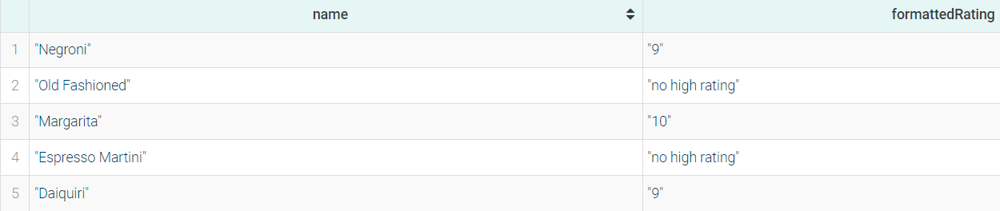 name formattedRating
1 "Negroni" "9"
2 "Old Fashioned" "no high rating"
3 "Margarita" "10"
4 "Espresso Martini" "no high rating"
5 "Daiquiri" "9"